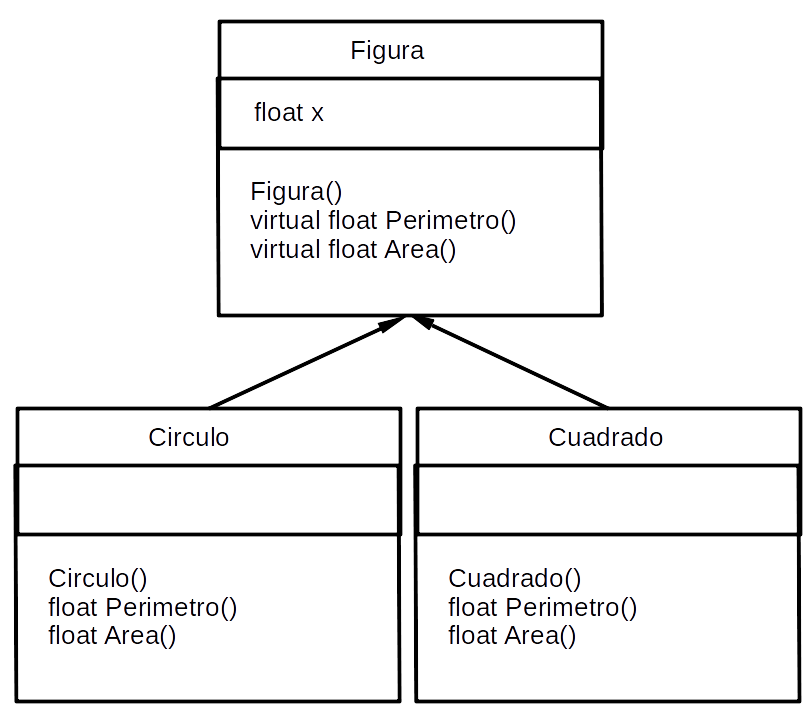 Figura
float x
Figura()
virtual float Perimetro()
virtual float Area()
Circulo
Circulo()
float Perimetro()
float Area()
Cuadrado
Cuadrado()
float Perimetro()
float Area()